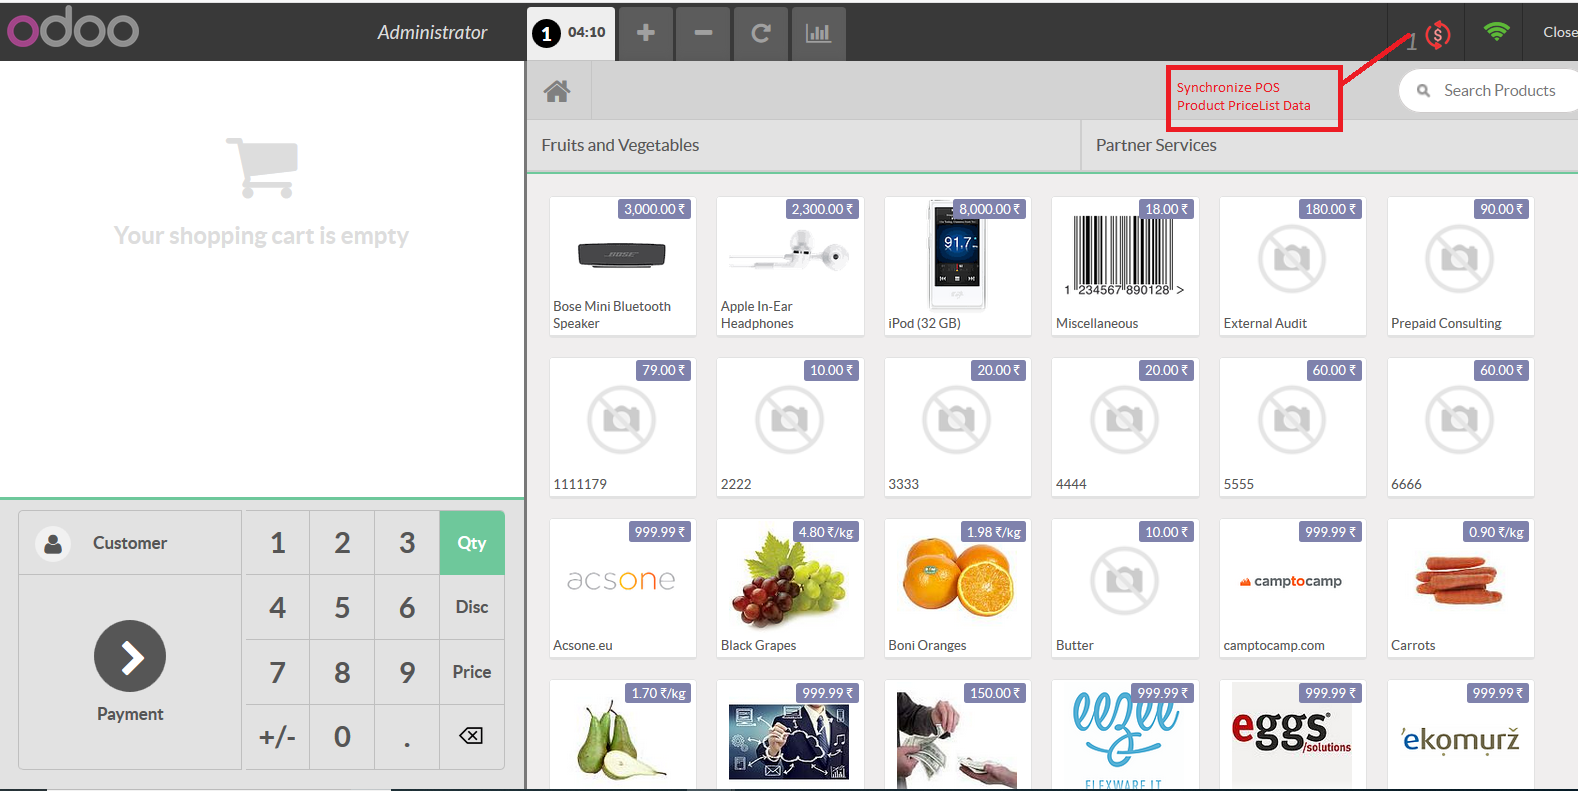 odoo
Administrator
1 04:10
1
Close
Synchronize POS
Product PriceList Data
Search Products
Fruits and Vegetables
Partner Services
Your shopping cart is empty
3,000.00 ₹
BOSE
Bose Mini Bluetooth
Speaker
2,300.00 ₹
Apple In-Ear
Headphones
8,000.00 ₹
91.7
iPod (32 GB)
18.00 ₹
1 234567 890128 >
Miscellaneous
180.00 ₹
External Audit
90.00 ₹
Prepaid Consulting
79.00 ₹
1111179
10.00 ₹
2222
20.00 ₹
3333
20.00 ₹
4444
60.00 ₹
5555
60.00 ₹
6666
999.99 ₹
acsone
Acsone.eu
4.80 ₹/kg
Black Grapes
1.98 ₹/kg
Boni Oranges
10.00 ₹
Butter
999.99 ₹
camptocamp
camptocamp.com
0.90 ₹/kg
Carrots
1.70 ₹/kg
999.99 ₹
150.00 ₹
999.99 ₹
eezee
FLEXWARE IT
999.99 ₹
eggs
/solutions
999.99 ₹
'ekomurž
Customer
Payment
1 2 3 Qty
4 5 6 Disc
7 8 9 Price
+/- 0 .